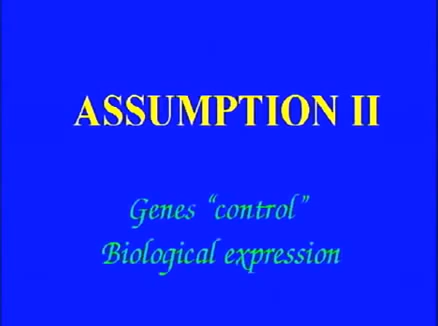 ASSUMPTION II
Genes “control”
Biological expression